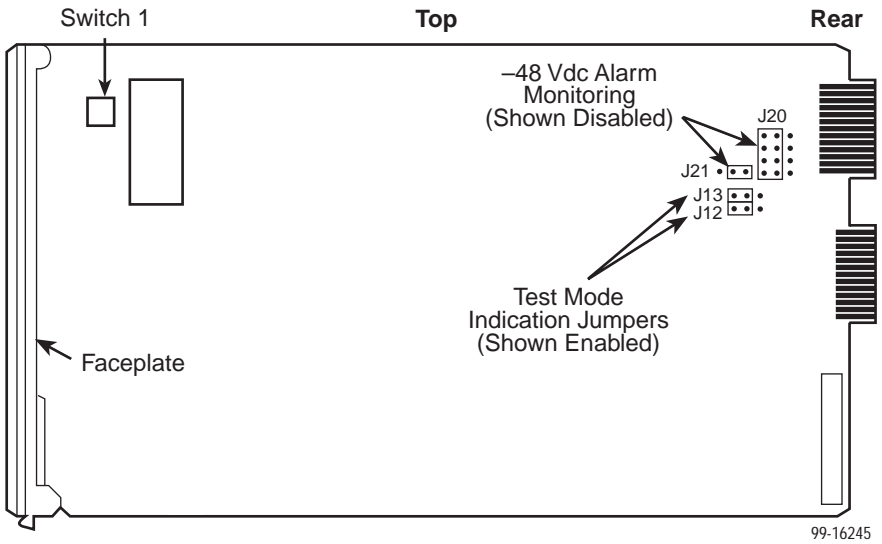 Switch 1
Top
Rear
–48 Vdc Alarm
Monitoring
(Shown Disabled)
J20
J21
J13
J12
Test Mode
Indication Jumpers
(Shown Enabled)
Faceplate
99-16245